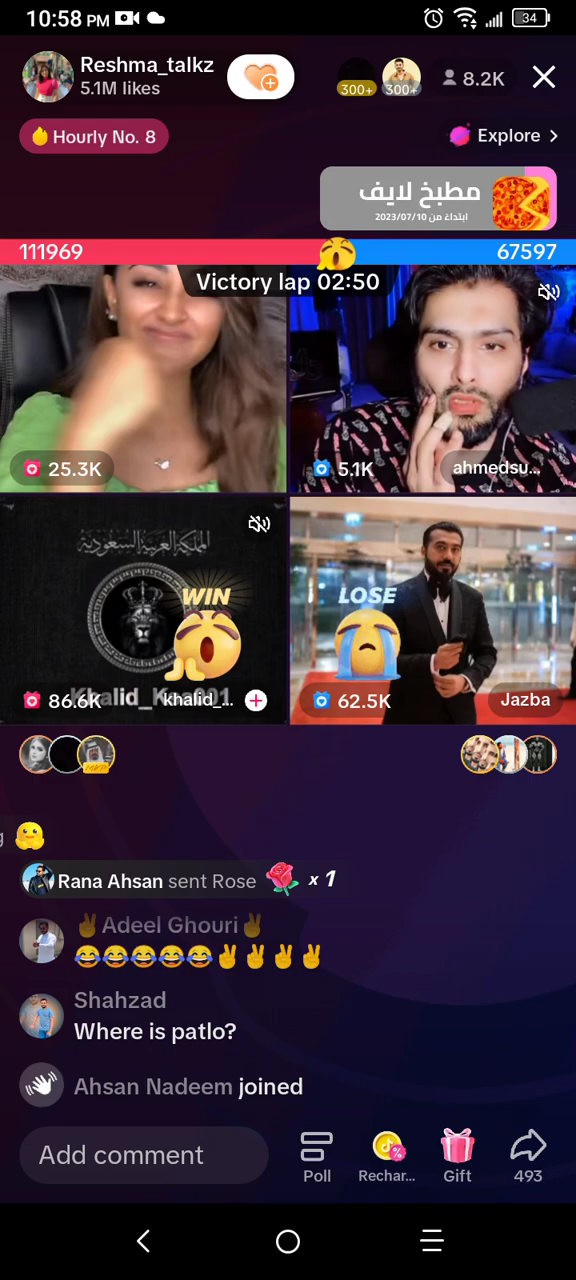 10:58 PM
34
Reshma_talkz
5.1M likes
300+
300+
8.2K
Hourly No. 8
Explore >
مطبخ لايف
ابتداءً من 2023/07/10
111969
67597
Victory lap 02:50
25.3K
5.1K
ahmedsu...
المملكة العربية السعودية
WIN
LOSE
86.6K
khalid_...
62.5K
Jazba
MVP
g 🤗
Rana Ahsan sent Rose 🌹 x 1
✌️Adeel Ghouri✌️
😂😂😂😂😂✌️✌️✌️✌️
Shahzad
Where is patlo?
Ahsan Nadeem joined
Add comment
Poll
Rechar...
Gift
493